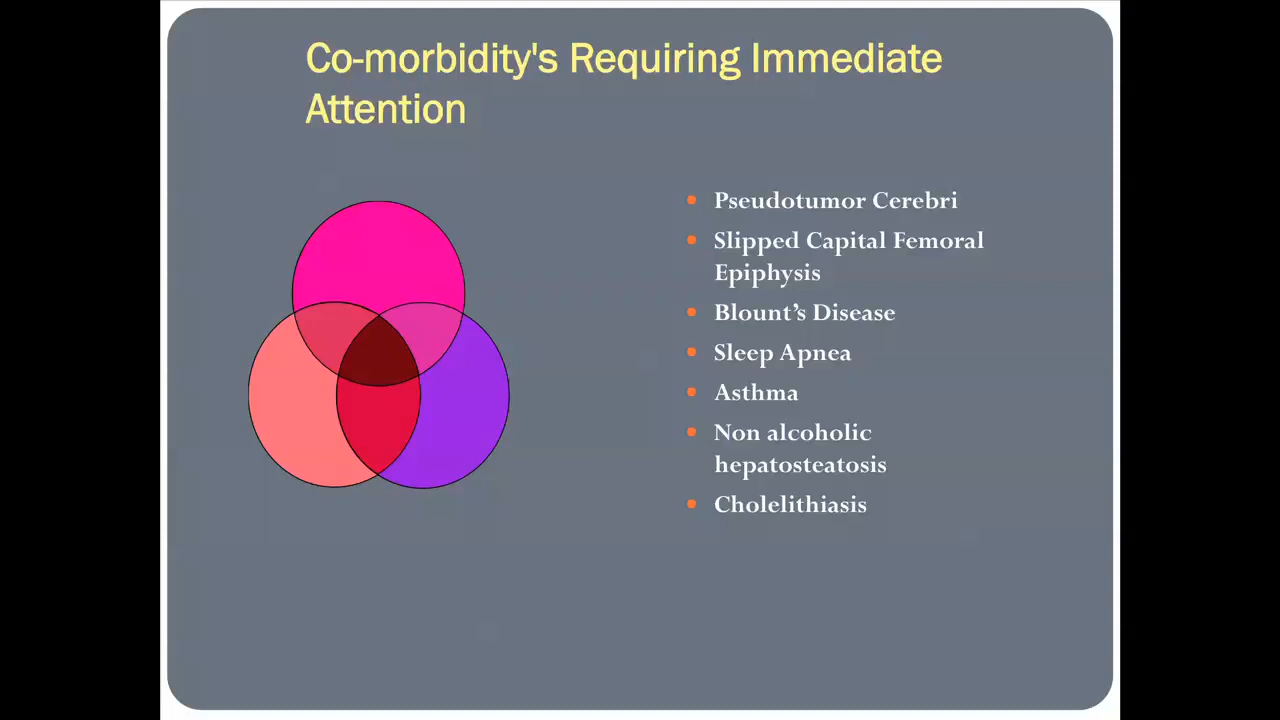 Co-morbidity's Requiring Immediate
Attention
Pseudotumor Cerebri
Slipped Capital Femoral
Epiphysis
Blount’s Disease
Sleep Apnea
Asthma
Non alcoholic
hepatosteatosis
Cholelithiasis